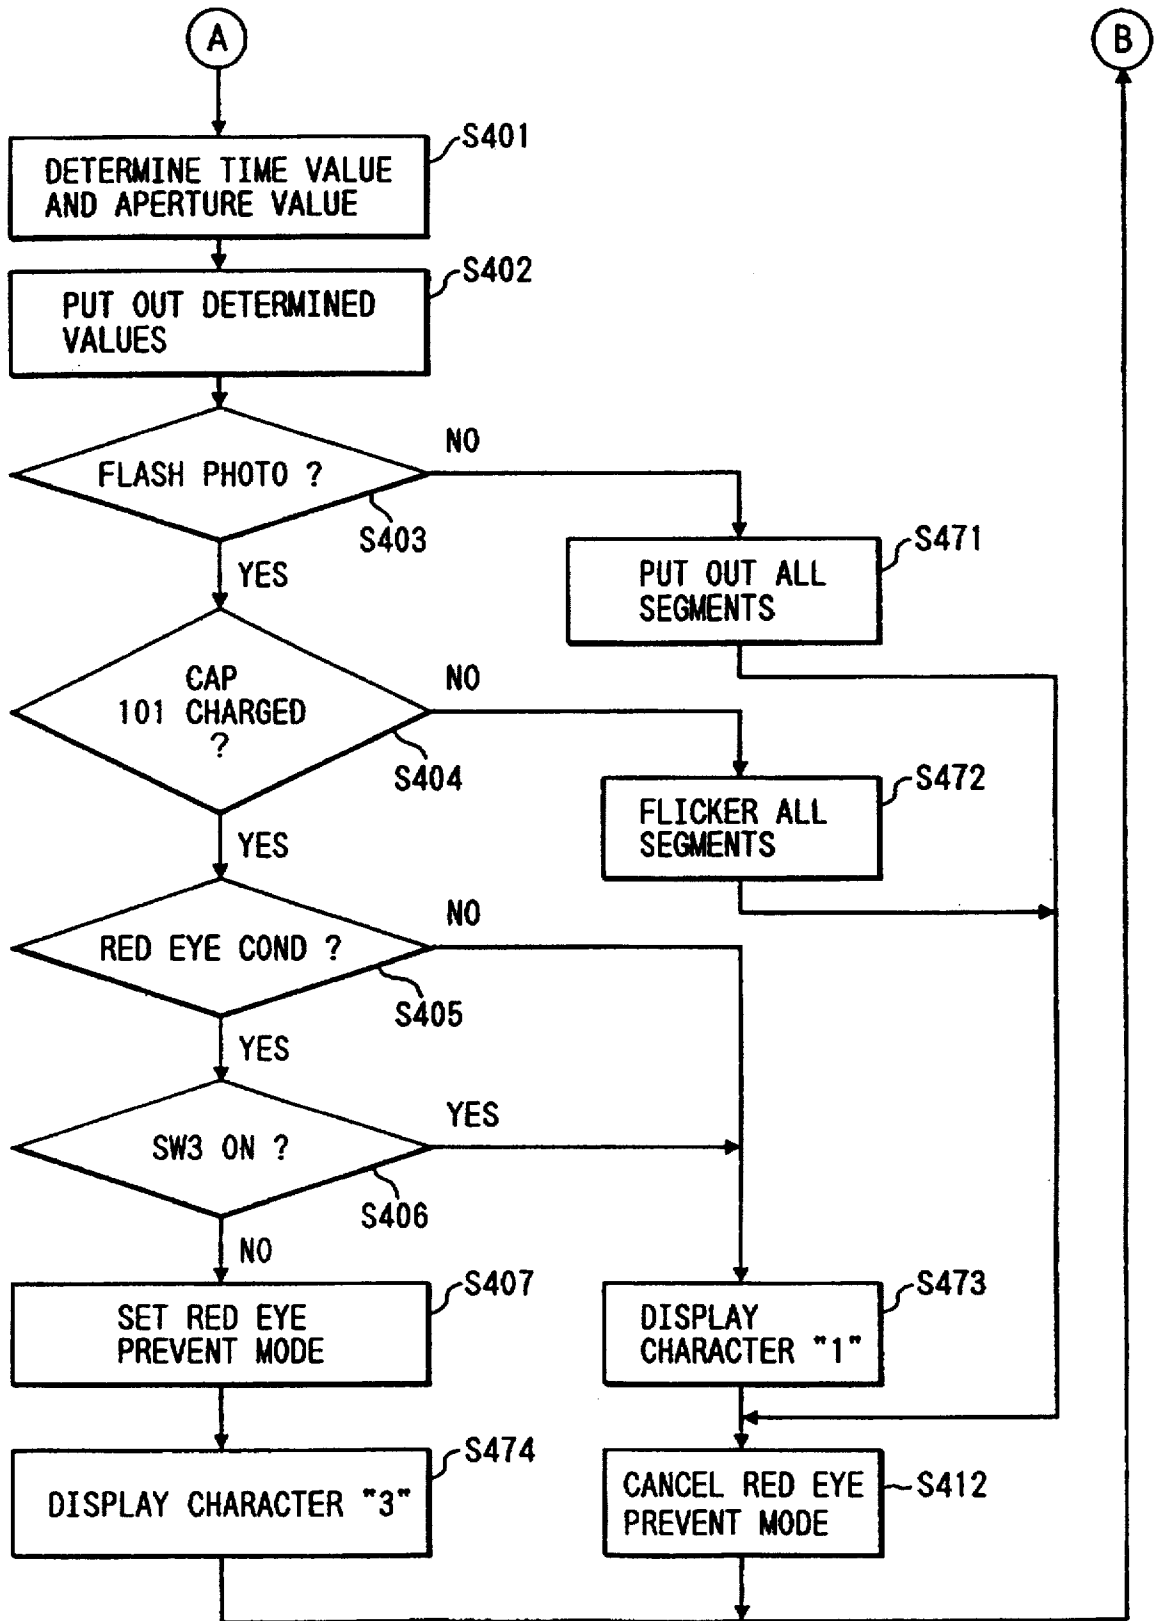 A
B
S401
DETERMINE TIME VALUE
AND APERTURE VALUE
S402
PUT OUT DETERMINED
VALUES
FLASH PHOTO ?
NO
S403
YES
S471
PUT OUT ALL
SEGMENTS
CAP
101 CHARGED
?
NO
S404
YES
S472
FLICKER ALL
SEGMENTS
RED EYE COND ?
NO
S405
YES
SW3 ON ?
YES
S406
NO
S407
SET RED EYE
PREVENT MODE
S473
DISPLAY
CHARACTER "1"
S474
DISPLAY CHARACTER "3"
S412
CANCEL RED EYE
PREVENT MODE